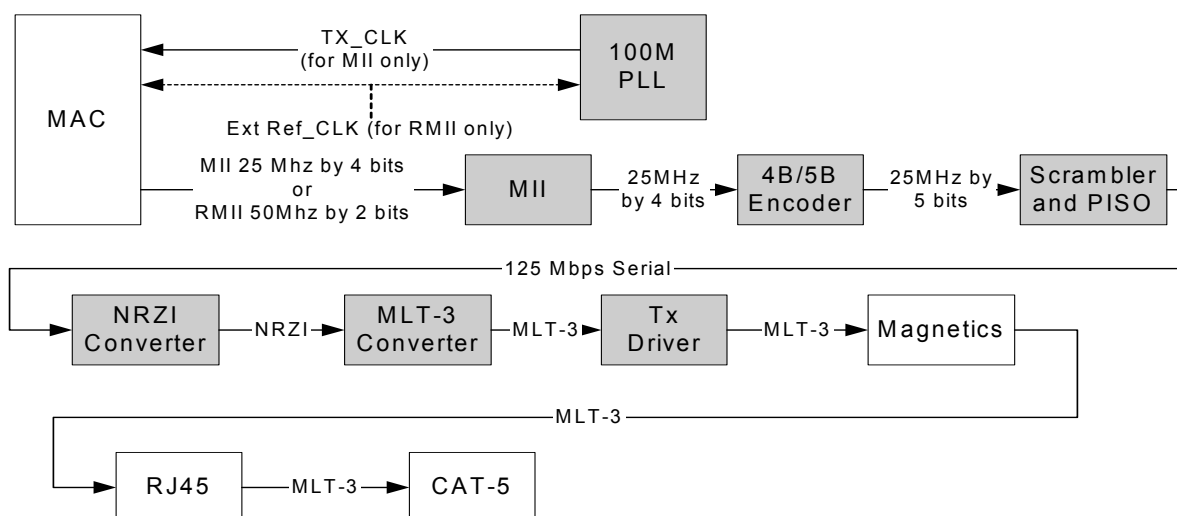 TX_CLK
(for MII only)
100M
PLL
MAC
Ext Ref_CLK (for RMII only)
MII 25 Mhz by 4 bits
or
RMII 50Mhz by 2 bits
MII
25MHz
by 4 bits
4B/5B
Encoder
25MHz by
5 bits
Scrambler
and PISO
125 Mbps Serial
NRZI
Converter
NRZI
MLT-3
Converter
MLT-3
Tx
Driver
MLT-3
Magnetics
MLT-3
RJ45
MLT-3
CAT-5